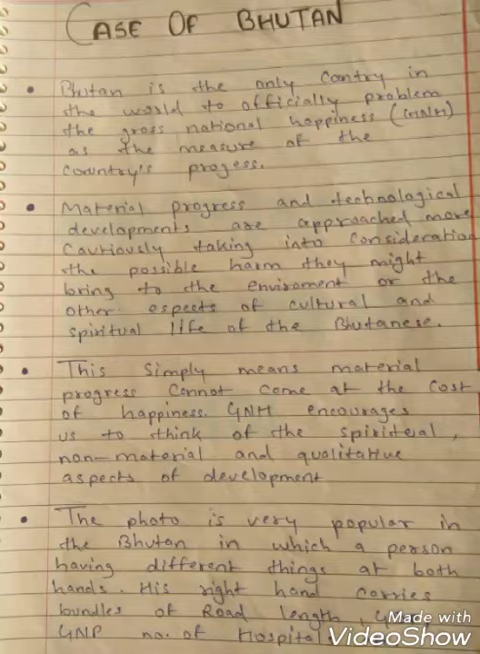 CASE OF BHUTAN
• Bhutan is the only Contry in
the world to officially problem
the gross national happiness (GNH)
as the measure of the
Country's progess.
• Material progress and technological
developments are approached more
Cautiously taking into Consideration
the possible harm they might
bring to the enviroment or the
other aspects of cultural and
spiritual life of the Bhutanese.
• This simply means material
progress Cannot come at the cost
of happiness. GNH encourages
us to think of the spiritual,
non-material and qualitative
aspects of development
• The photo is very popular in
the Bhutan in which a person
having different things at both
hands. His right hand carries
bundles of Road length,
GNP no. of Hospital
Made with
VideoShow